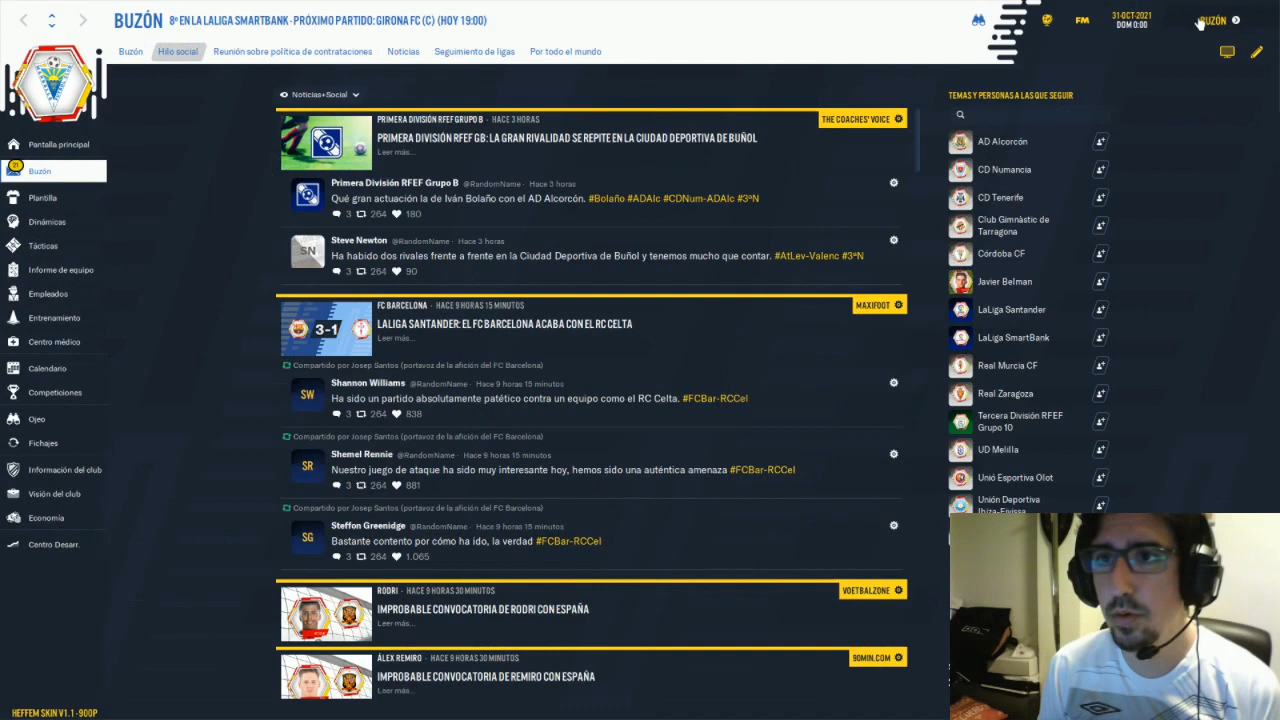 BUZÓN
8º EN LA LALIGA SMARTBANK · PRÓXIMO PARTIDO: GIRONA FC (C) (HOY 19:00)
FM
31-OCT-2021
DOM 0:00
BUZÓN
Buzón
Hilo social
Reunión sobre política de contrataciones
Noticias
Seguimiento de ligas
Por todo el mundo
Pantalla principal
21
Buzón
Plantilla
Dinámicas
Tácticas
Informe de equipo
Empleados
Entrenamiento
Centro médico
Calendario
Competiciones
Ojeo
Fichajes
Información del club
Visión del club
Economía
Centro Desarr.
HEFFEM SKIN V1.1 - 900P
Noticias+Social
PRIMERA DIVISIÓN RFEF GRUPO B · HACE 3 HORAS
THE COACHES' VOICE
PRIMERA DIVISIÓN RFEF GB: LA GRAN RIVALIDAD SE REPITE EN LA CIUDAD DEPORTIVA DE BUÑOL
Leer más...
Primera División RFEF Grupo B @RandomName · Hace 3 horas
Qué gran actuación la de Iván Bolaño con el AD Alcorcón. #Bolaño #ADAlc #CDNum-ADAlc #3ªN
3 264 180
SN
Steve Newton @RandomName · Hace 3 horas
Ha habido dos rivales frente a frente en la Ciudad Deportiva de Buñol y tenemos mucho que contar. #AtLev-Valenc #3ªN
3 264 90
3-1
FC BARCELONA · HACE 9 HORAS 15 MINUTOS
MAXIFOOT
LALIGA SANTANDER: EL FC BARCELONA ACABA CON EL RC CELTA
Leer más...
Compartido por Josep Santos (portavoz de la afición del FC Barcelona)
SW
Shannon Williams @RandomName · Hace 9 horas 15 minutos
Ha sido un partido absolutamente patético contra un equipo como el RC Celta. #FCBar-RCCel
3 264 838
Compartido por Josep Santos (portavoz de la afición del FC Barcelona)
SR
Shemel Rennie @RandomName · Hace 9 horas 15 minutos
Nuestro juego de ataque ha sido muy interesante hoy, hemos sido una auténtica amenaza #FCBar-RCCel
3 264 881
Compartido por Josep Santos (portavoz de la afición del FC Barcelona)
SG
Steffon Greenidge @RandomName · Hace 9 horas 15 minutos
Bastante contento por cómo ha ido, la verdad #FCBar-RCCel
3 264 1.065
RODRI · HACE 9 HORAS 30 MINUTOS
VOETBALZONE
IMPROBABLE CONVOCATORIA DE RODRI CON ESPAÑA
Leer más...
ÁLEX REMIRO · HACE 9 HORAS 30 MINUTOS
90MIN.COM
IMPROBABLE CONVOCATORIA DE REMIRO CON ESPAÑA
Leer más...
TEMAS Y PERSONAS A LAS QUE SEGUIR
AD Alcorcón
CD Numancia
CD Tenerife
Club Gimnàstic de
Tarragona
Córdoba CF
Javier Belman
LaLiga Santander
LaLiga SmartBank
Real Murcia CF
Real Zaragoza
Tercera División RFEF
Grupo 10
UD Melilla
Unió Esportiva Olot
Unión Deportiva
Ibiza-Eivissa